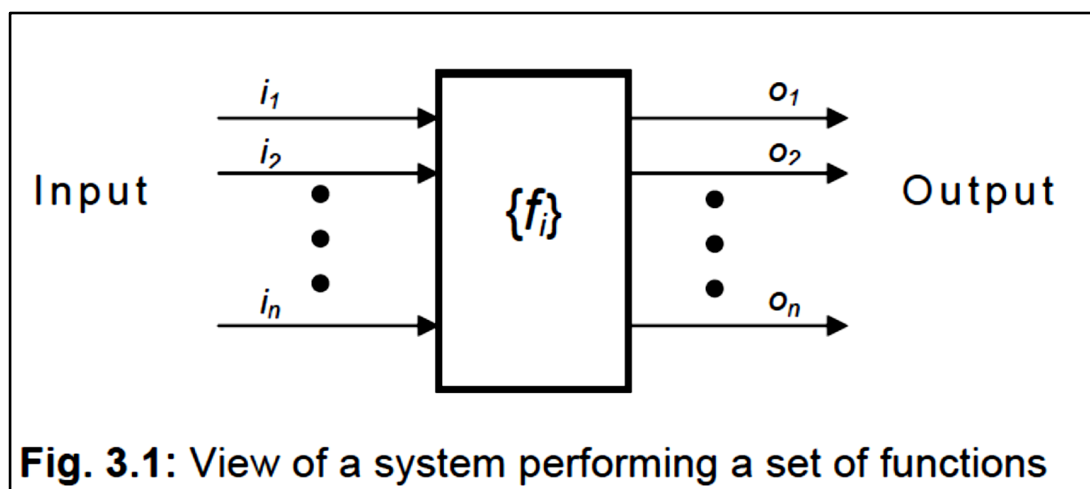 i1 o1
i2 o2
Input {fi} Output
in on
Fig. 3.1: View of a system performing a set of functions